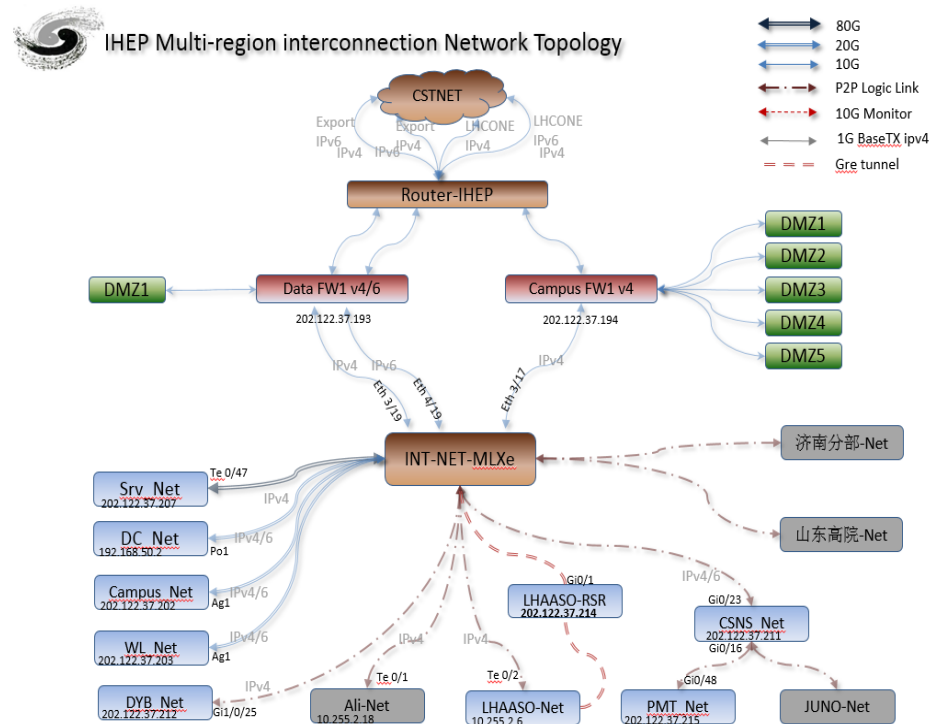 IHEP Multi-region interconnection Network Topology
80G
20G
10G
P2P Logic Link
10G Monitor
1G BaseTX ipv4
Gre tunnel
CSTNET
Export
IPv6
IPv4
Export
IPv6
IPv4
LHCONE
IPv4
LHCONE
IPv6
IPv4
Router-IHEP
DMZ1
Data FW1 v4/6
202.122.37.193
Campus FW1 v4
202.122.37.194
DMZ1
DMZ2
DMZ3
DMZ4
DMZ5
IPv4
IPv6
IPv4
Eth 3/19
Eth 4/19
Eth 3/17
INT-NET-MLXe
济南分部-Net
山东高院-Net
Te 0/47
Srv_Net
202.122.37.207
IPv4
DC_Net
192.168.50.2
Po1
IPv4/6
Campus_Net
202.122.37.202
Ag1
IPv4/6
WL_Net
202.122.37.203
Ag1
IPv4/6
DYB_Net
202.122.37.212
Gi1/0/25
IPv4
IPv4
Te 0/1
Ali-Net
10.255.2.18
IPv4
Te 0/2
LHAASO-Net
10.255.2.6
Gi0/1
LHAASO-RSR
202.122.37.214
IPv4/6
Gi0/23
CSNS_Net
202.122.37.211
Gi0/16
Gi0/48
PMT_Net
202.122.37.215
JUNO-Net